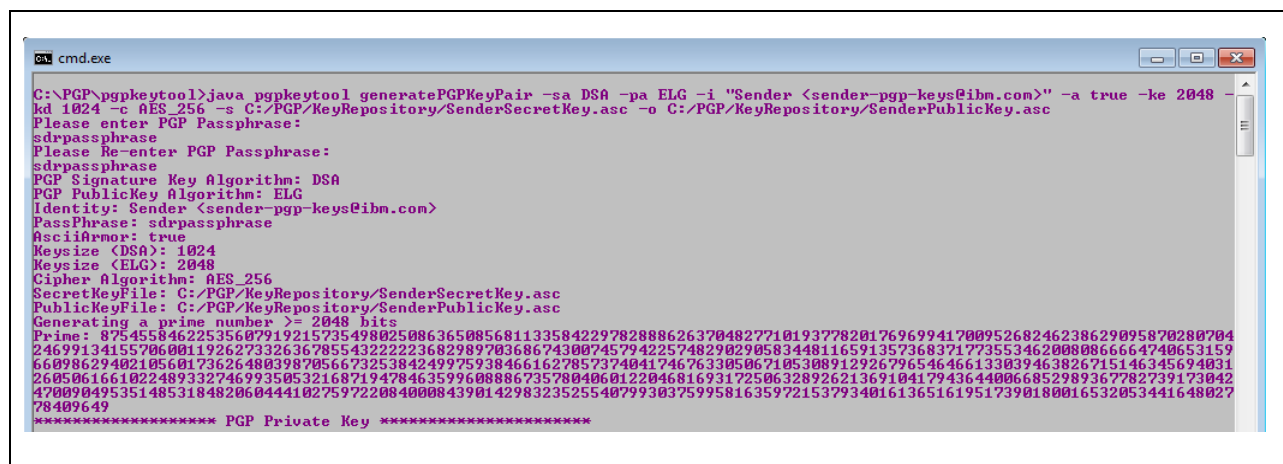 cmd.exe
C:\PGP\pgpkeytool>java pgpkeytool generatePGPKeyPair -sa DSA -pa ELG -i "Sender <sender-pgp-keys@ibm.com>" -a true -ke 2048 -
kd 1024 -c AES_256 -s C:/PGP/KeyRepository/SenderSecretKey.asc -o C:/PGP/KeyRepository/SenderPublicKey.asc
Please enter PGP Passphrase:
sdrpassphrase
Please Re-enter PGP Passphrase:
sdrpassphrase
PGP Signature Key Algorithm: DSA
PGP PublicKey Algorithm: ELG
Identity: Sender <sender-pgp-keys@ibm.com>
PassPhrase: sdrpassphrase
AsciiArmor: true
Keysize (DSA): 1024
Keysize (ELG): 2048
Cipher Algorithm: AES_256
SecretKeyFile: C:/PGP/KeyRepository/SenderSecretKey.asc
PublicKeyFile: C:/PGP/KeyRepository/SenderPublicKey.asc
Generating a prime number >= 2048 bits
Prime:
******************** PGP Private Key ***********************